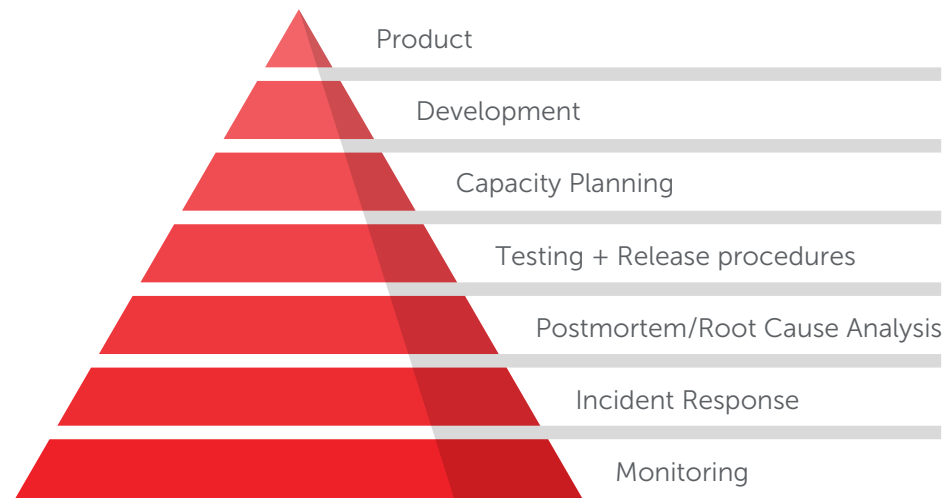 Product
Development
Capacity Planning
Testing + Release procedures
Postmortem/Root Cause Analysis
Incident Response
Monitoring